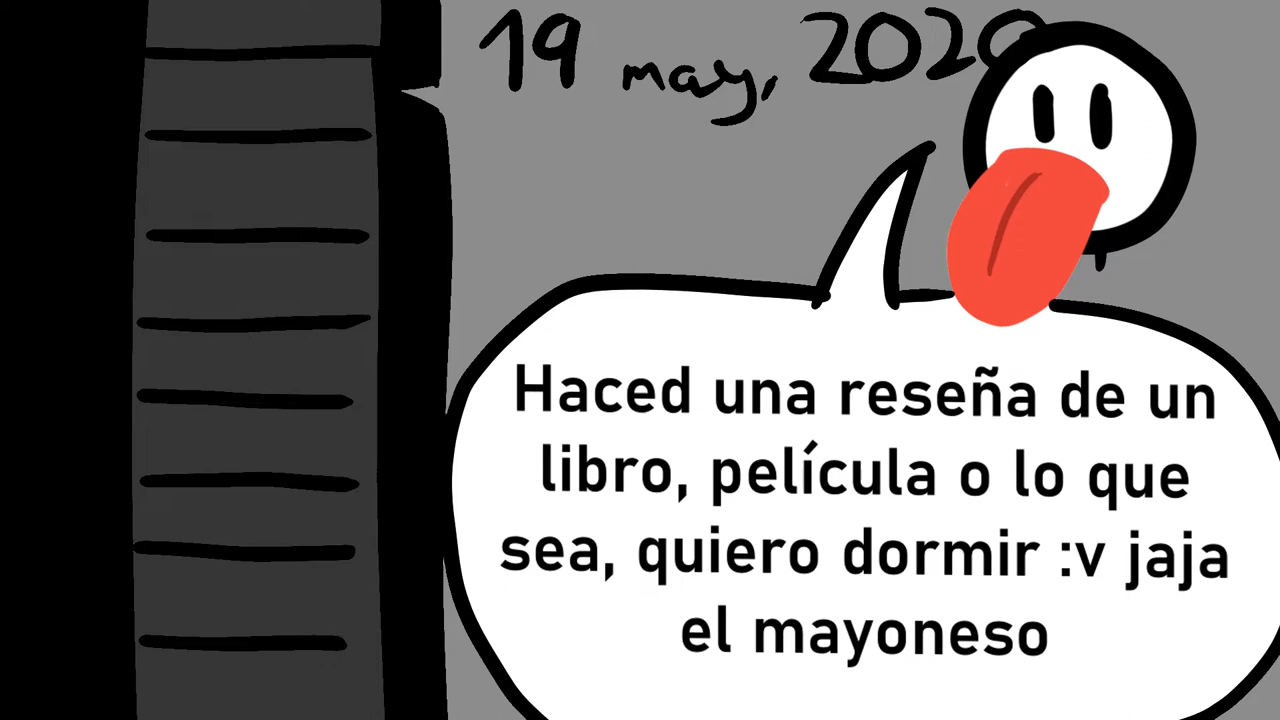 19 may, 2020
Haced una reseña de un
libro, película o lo que
sea, quiero dormir :v jaja
el mayoneso